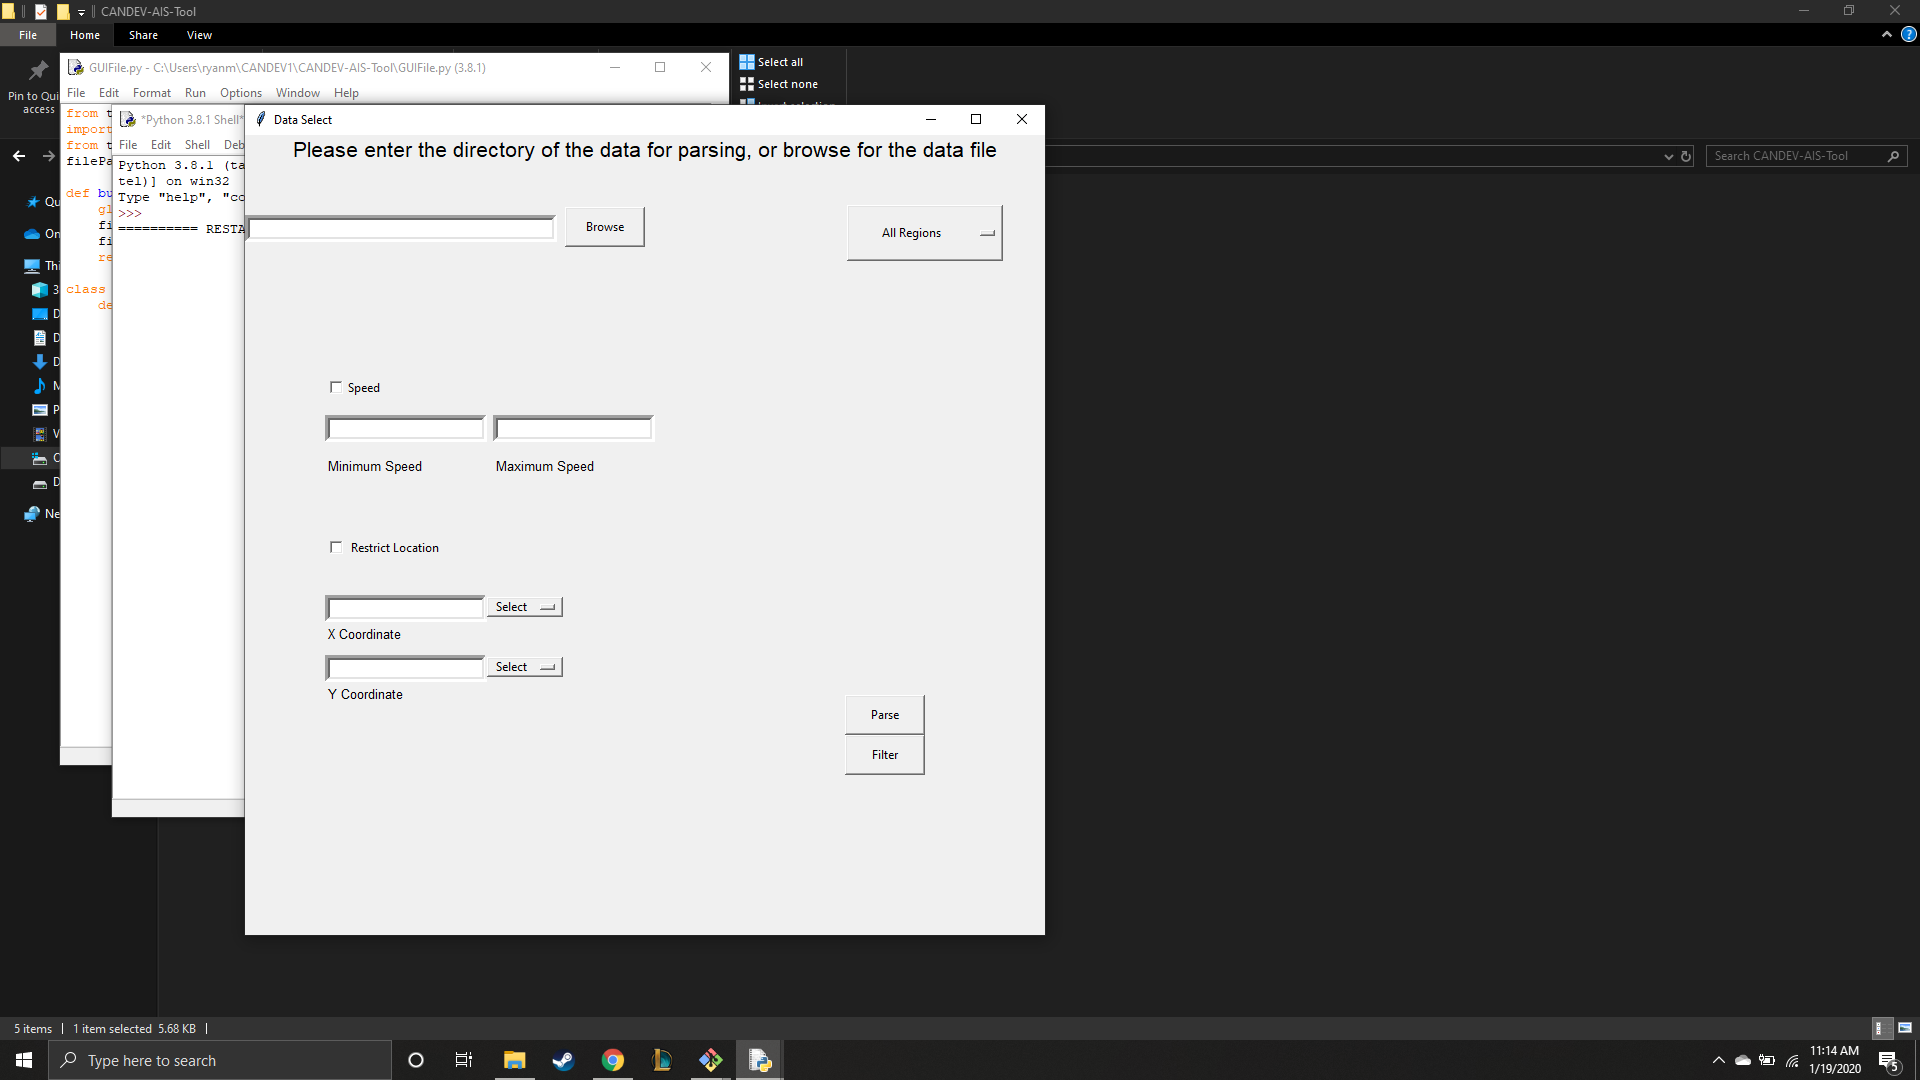 CANDEV-AIS-Tool
File Home Share View
Pin to Qui
access
Select all
Select none
GUIFile.py - C:\Users\ryanm\CANDEV1\CANDEV-AIS-Tool\GUIFile.py (3.8.1)
File Edit Format Run Options Window Help
from t
import
from t
filePa
def bu
gl
fi
fi
re
class
de
*Python 3.8.1 Shell*
File Edit Shell Deb
Python 3.8.1 (ta
tel)] on win32
Type "help", "co
>>>
========== RESTA
Data Select
Please enter the directory of the data for parsing, or browse for the data file
Browse
All Regions
Speed
Minimum Speed Maximum Speed
Restrict Location
Select
X Coordinate
Select
Y Coordinate
Parse
Filter
Search CANDEV-AIS-Tool
Qu
On
Thi
3
D
D
D
M
P
V
C
D
Ne
5 items 1 item selected 5.68 KB
Type here to search
11:14 AM
1/19/2020
5